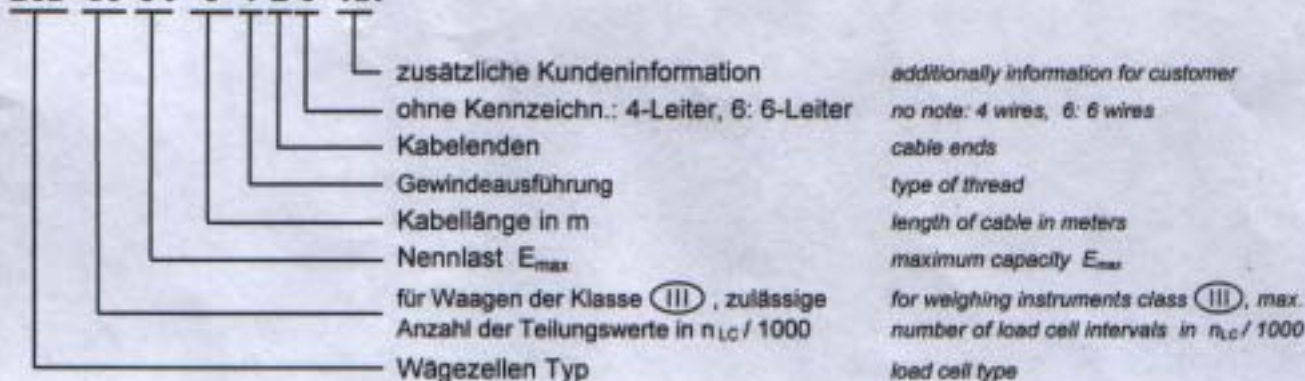 zusätzliche Kundeninformation additionally information for customer
ohne Kennzeichn.: 4-Leiter, 6: 6-Leiter no note: 4 wires, 6: 6 wires
Kabelenden cable ends
Gewindeausführung type of thread
Kabellänge in m length of cable in meters
Nennlast Emax maximum capacity Emax
für Waagen der Klasse III , zulässige for weighing instruments class III, max.
Anzahl der Teilungswerte in nLC / 1000 number of load cell intervals in nLC / 1000
Wägezellen Typ load cell type